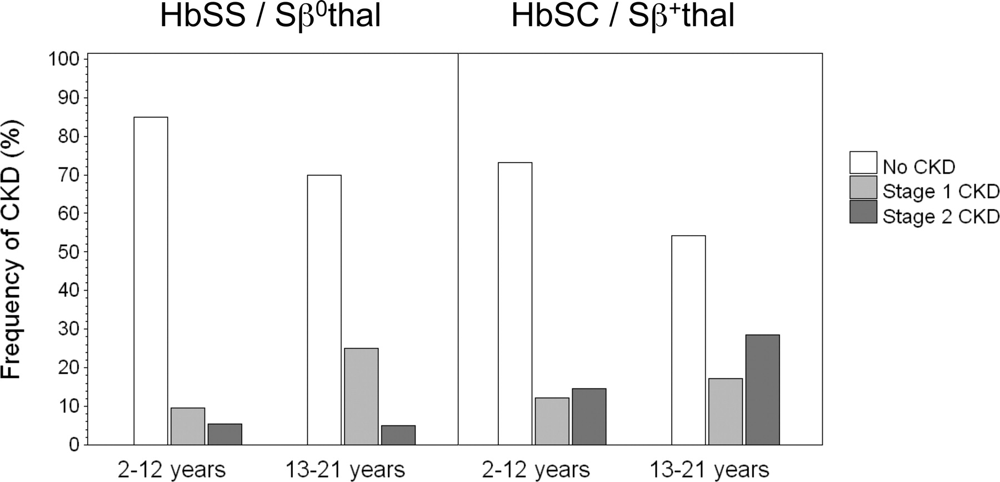 HbSS / Sβ⁰thal
HbSC / Sβ⁺thal
Frequency of CKD (%)
100
90
80
70
60
50
40
30
20
10
0
2-12 years
13-21 years
2-12 years
13-21 years
No CKD
Stage 1 CKD
Stage 2 CKD